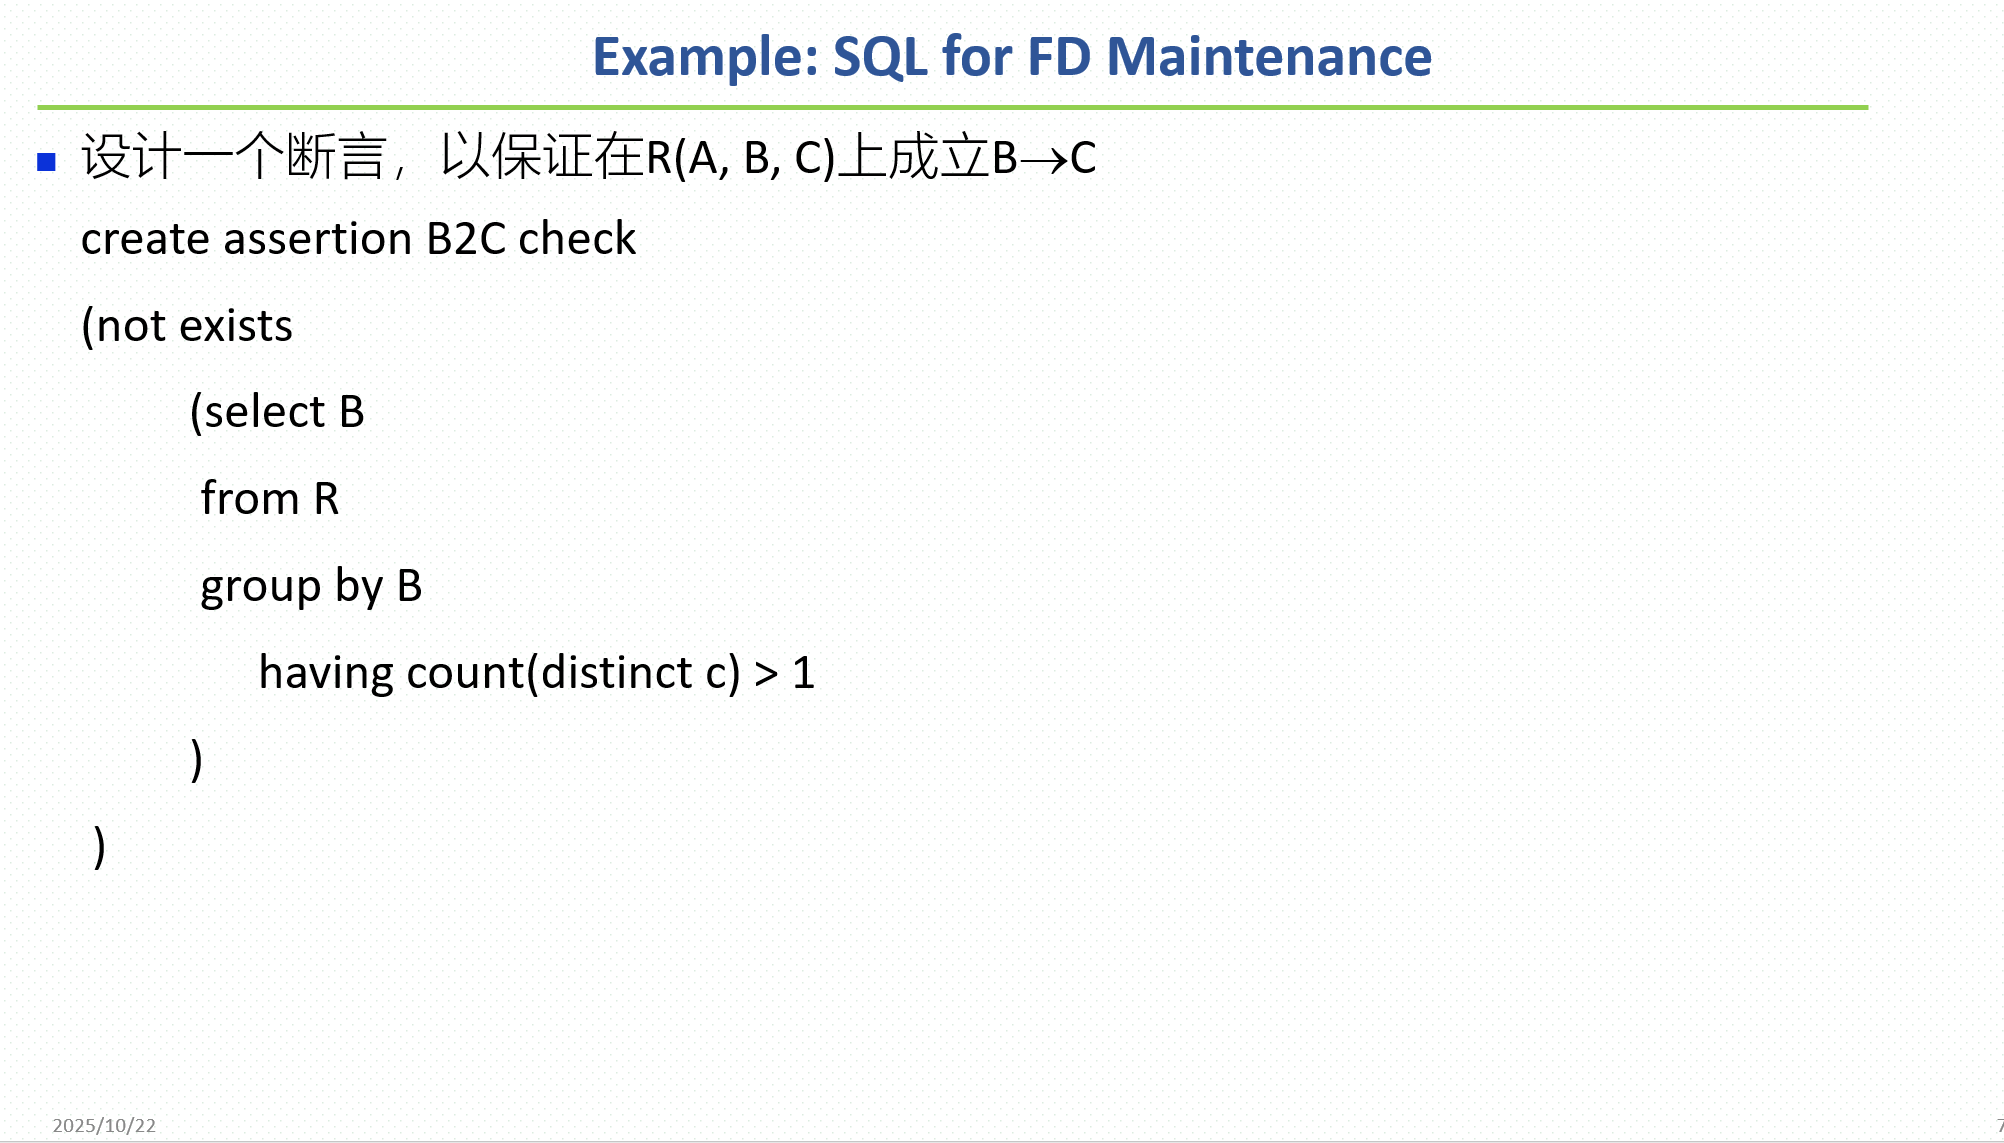 Example: SQL for FD Maintenance
设计一个断言，以保证在R(A, B, C)上成立B→C
create assertion B2C check
(not exists
(select B
from R
group by B
having count(distinct c) > 1
)
)
2025/10/22
7